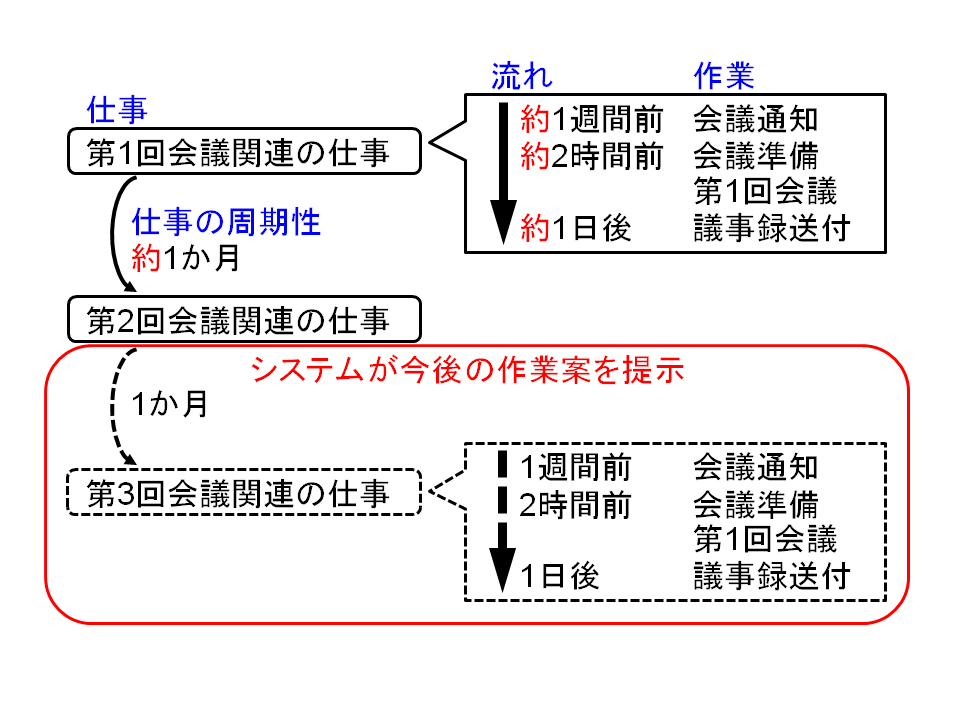 流れ 作業
仕事
約1週間前 会議通知
第1回会議関連の仕事
約2時間前 会議準備
第1回会議
約1日後 議事録送付
仕事の周期性
約1か月
第2回会議関連の仕事
システムが今後の作業案を提示
1か月
第3回会議関連の仕事
1週間前 会議通知
2時間前 会議準備
第1回会議
1日後 議事録送付